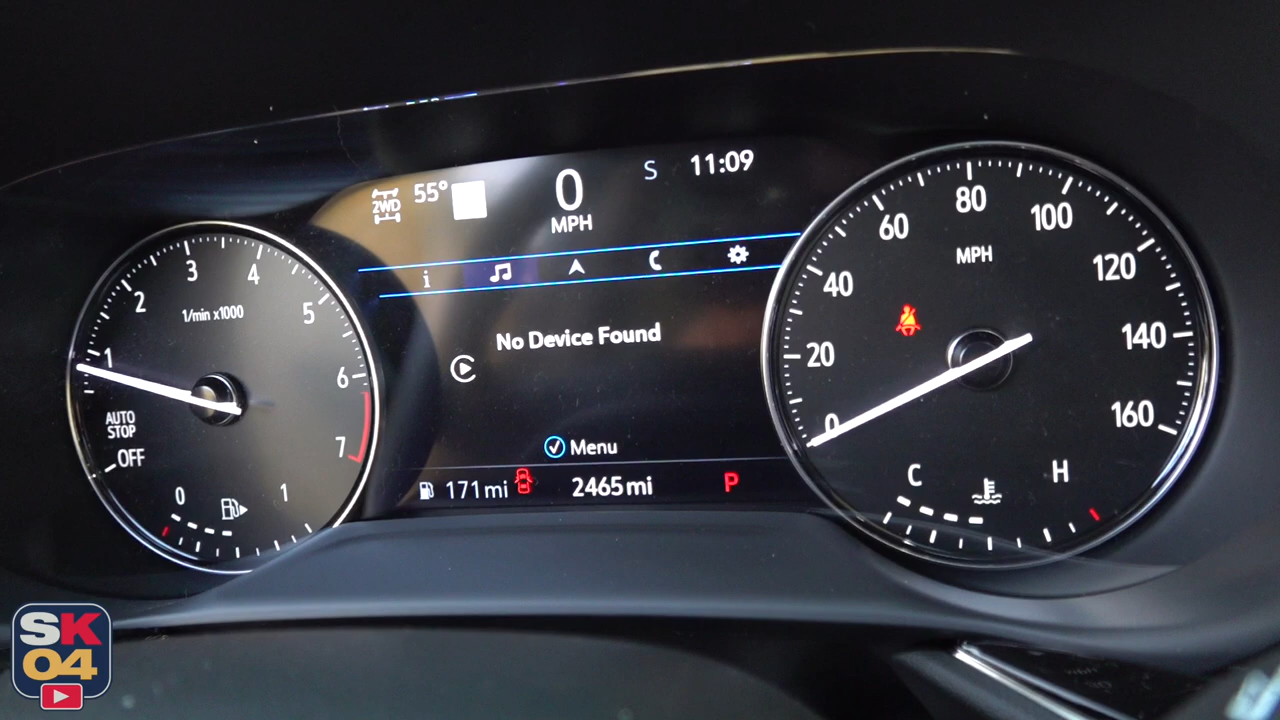 2WD 55° 0 S 11:09
MPH
No Device Found
Menu
171 mi 2465 mi P
1 2 3 4 5 6 7
1/min x1000
AUTO
STOP
OFF
0 1
0 20 40 60 80 100 120 140 160
MPH
C H
SK
04